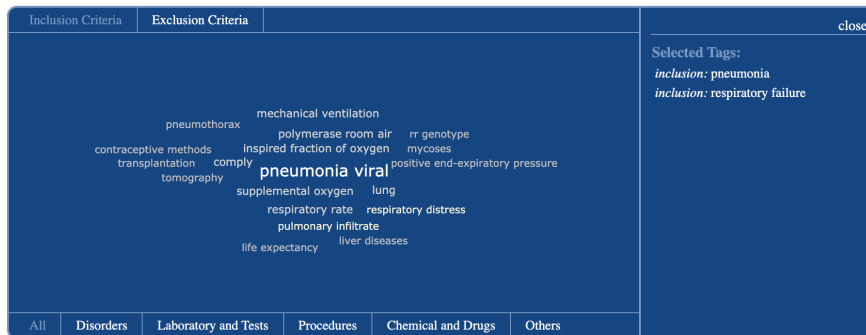 Inclusion Criteria Exclusion Criteria
close
Selected Tags:
inclusion: pneumonia
inclusion: respiratory failure
mechanical ventilation
pneumothorax
polymerase room air rr genotype
contraceptive methods inspired fraction of oxygen mycoses
transplantation comply positive end-expiratory pressure
pneumonia viral
tomography
supplemental oxygen lung
respiratory rate respiratory distress
pulmonary infiltrate
life expectancy liver diseases
All Disorders Laboratory and Tests Procedures Chemical and Drugs Others